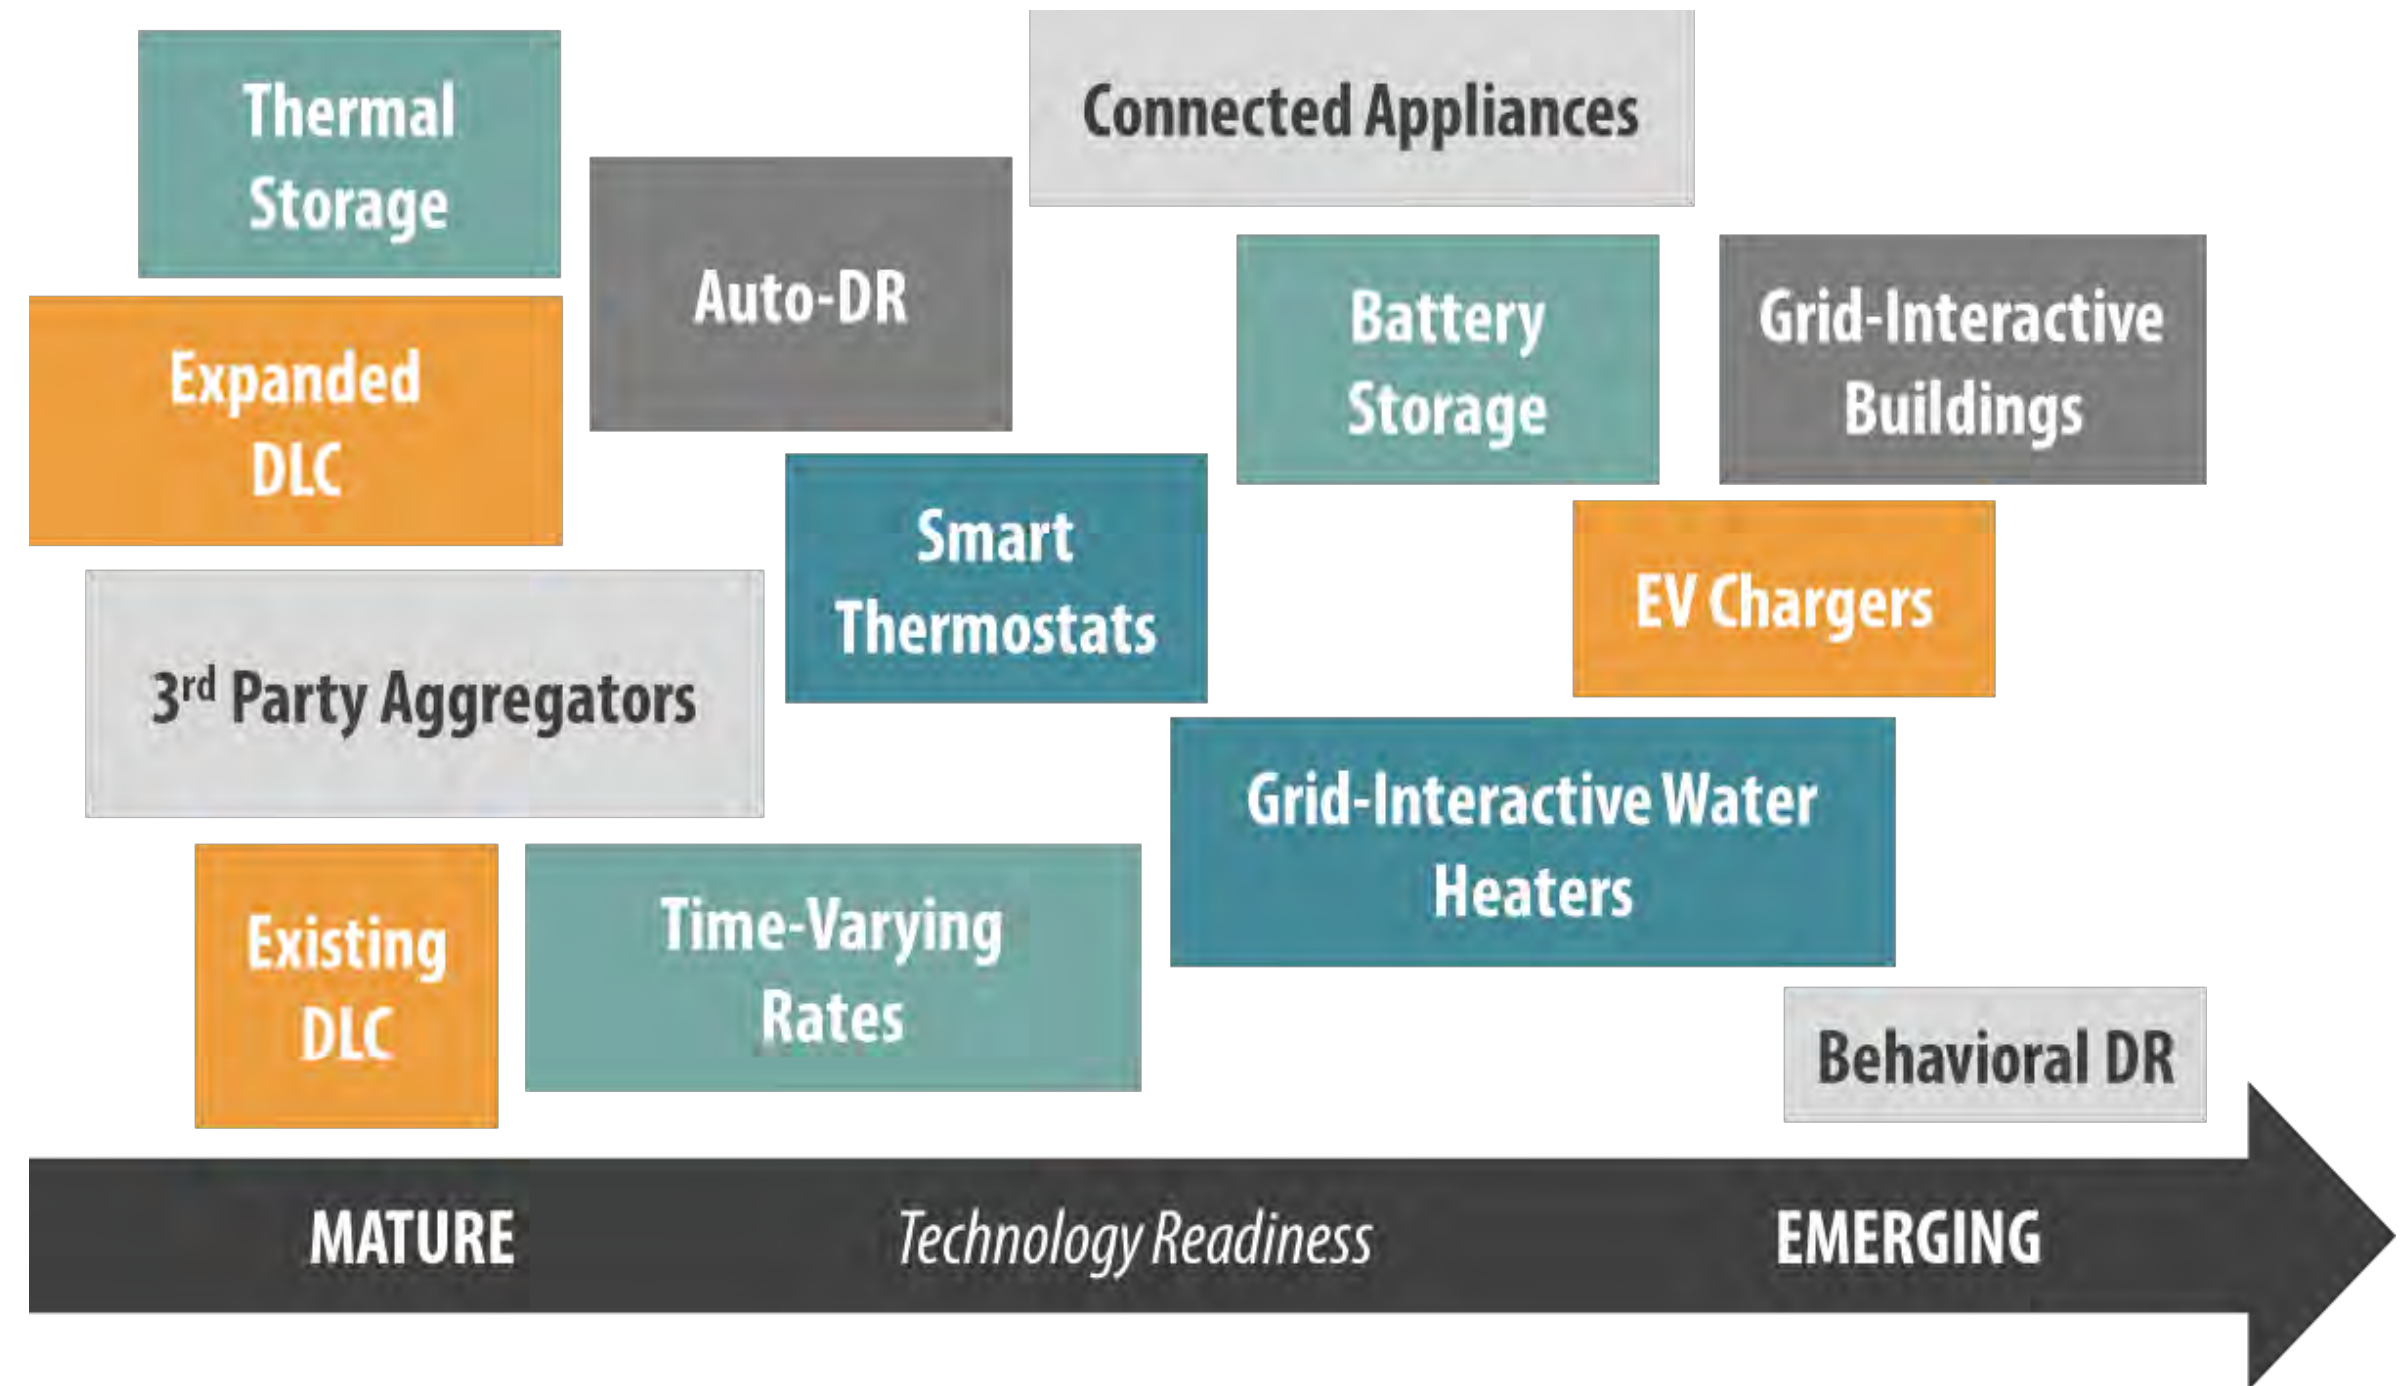 Thermal
Storage
Connected Appliances
Auto-DR
Battery
Storage
Grid-Interactive
Buildings
Expanded
DLC
Smart
Thermostats
EV Chargers
3rd Party Aggregators
Grid-Interactive Water
Heaters
Existing
DLC
Time-Varying
Rates
Behavioral DR
MATURE
Technology Readiness
EMERGING